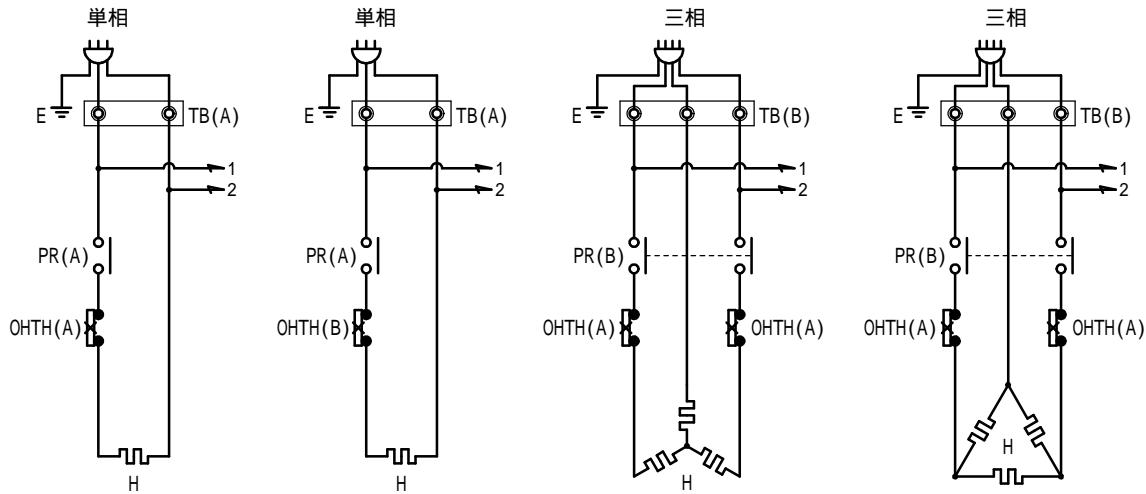 単相 単相 三相 三相
E TB(A) E TB(A) E TB(B) E TB(B)
1 1 1 1
2 2 2 2
PR(A) PR(A) PR(B) PR(B)
OHTH(A) OHTH(B) OHTH(A) OHTH(A) OHTH(A) OHTH(A)
H H H H